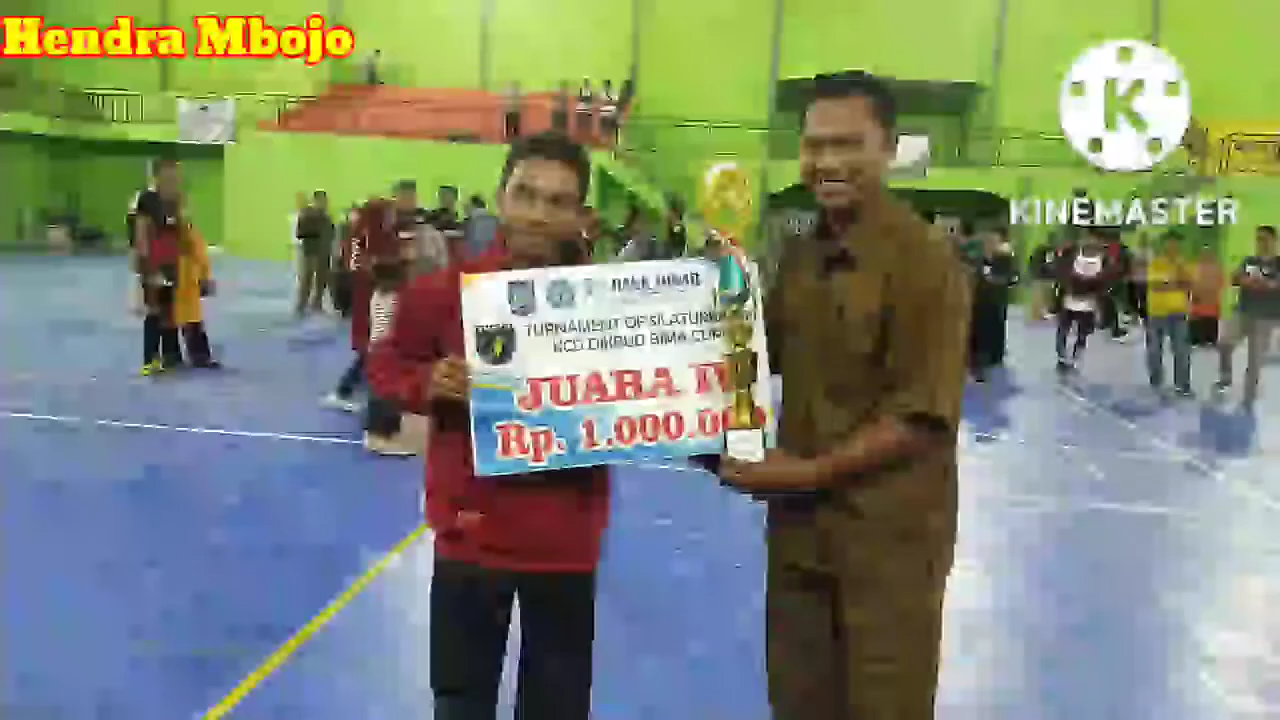 Hendra Mbojo
K
KINEMASTER
TURNAMENT OF SILATURAHMI
KCD DIKBUD BIMA CUP
JUARA IV
Rp. 1.000.000